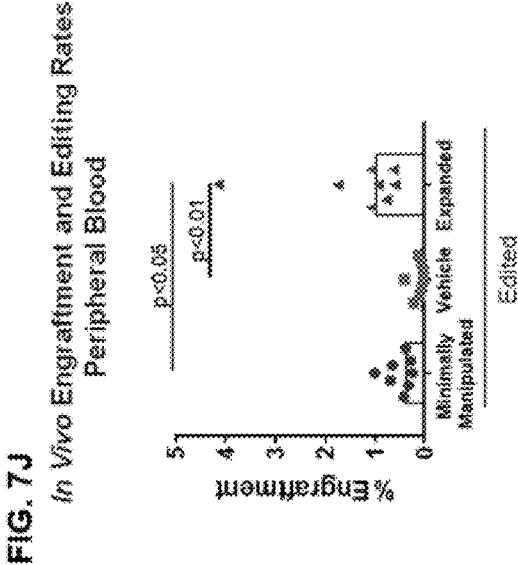 FIG. 7J
In Vivo Engraftment and Editing Rates
Peripheral Blood
p<0.05
p<0.01
% Engraftment
5
4
3
2
1
0
Minimally
Manipulated
Vehicle
Expanded
Edited